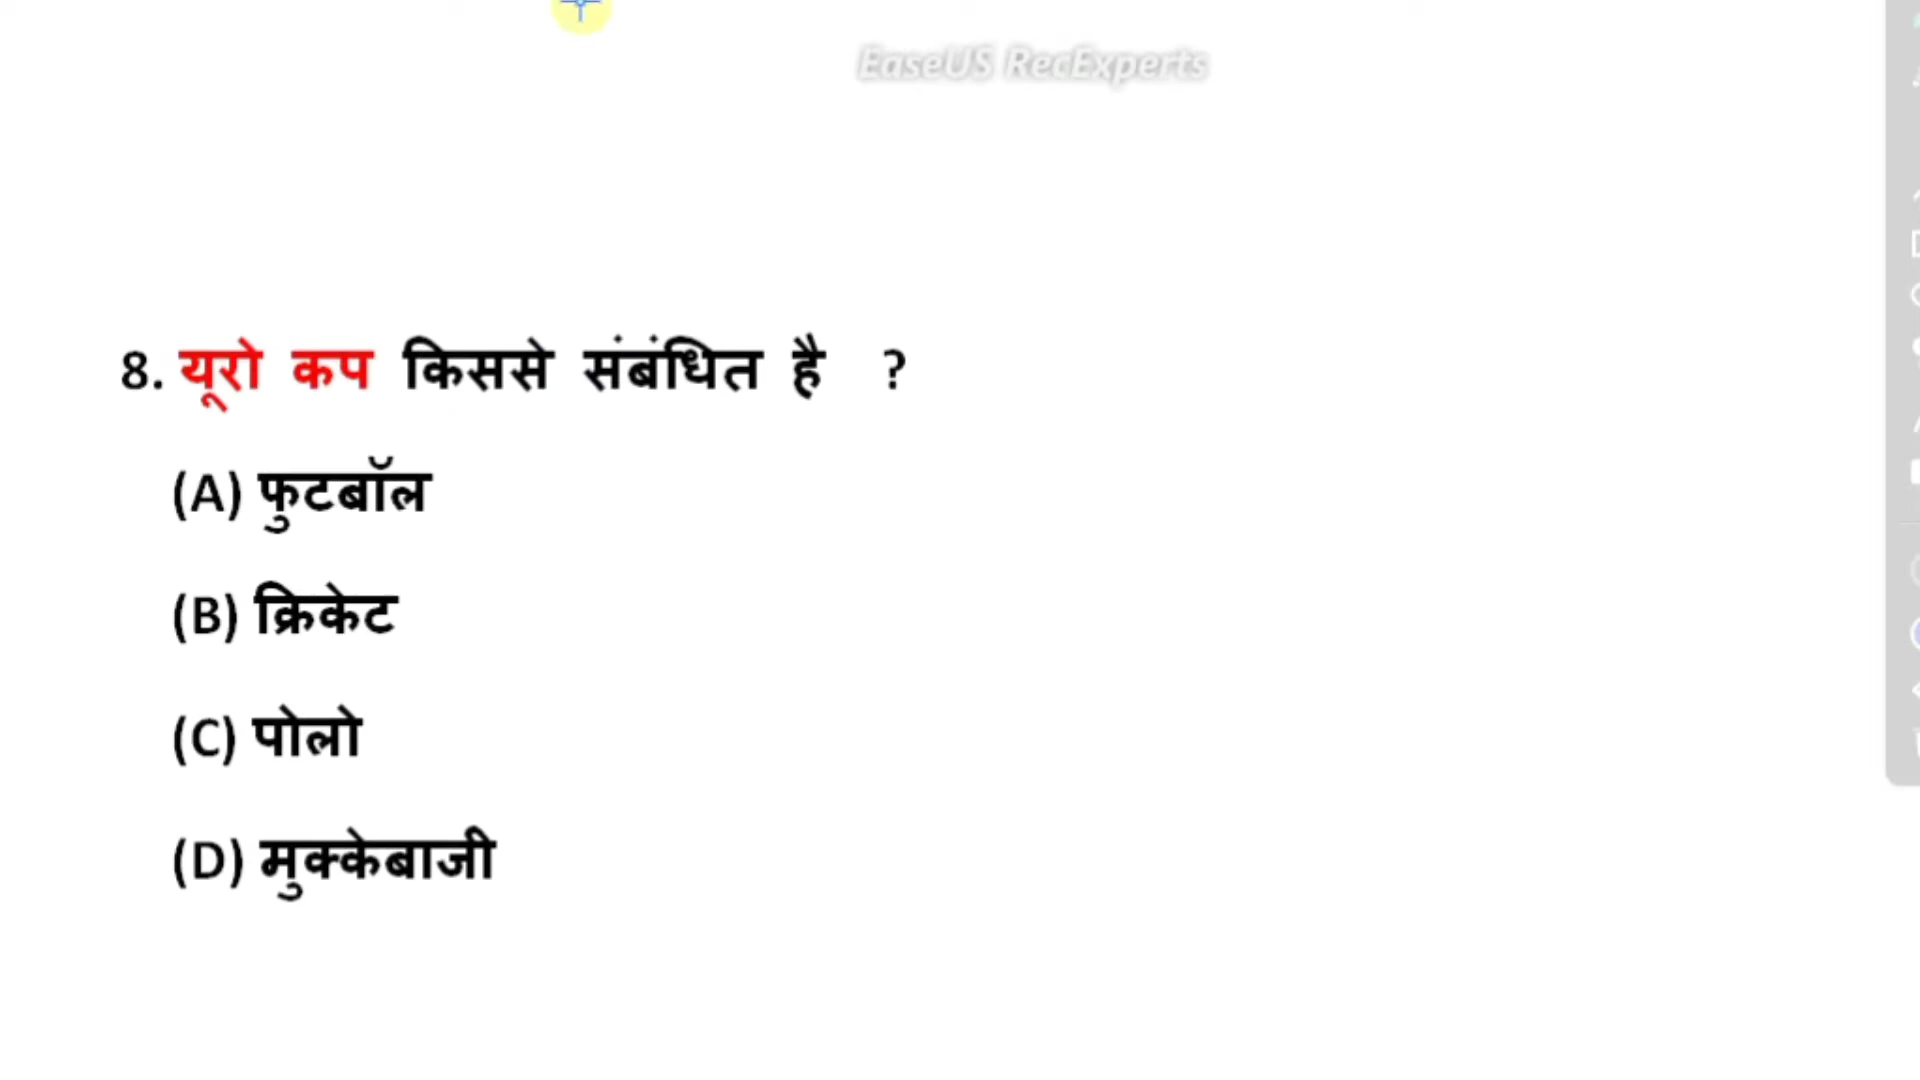 EaseUS RecExperts
8. यूरो कप किससे संबंधित है ?
(A) फुटबॉल
(B) क्रिकेट
(C) पोलो
(D) मुक्केबाजी